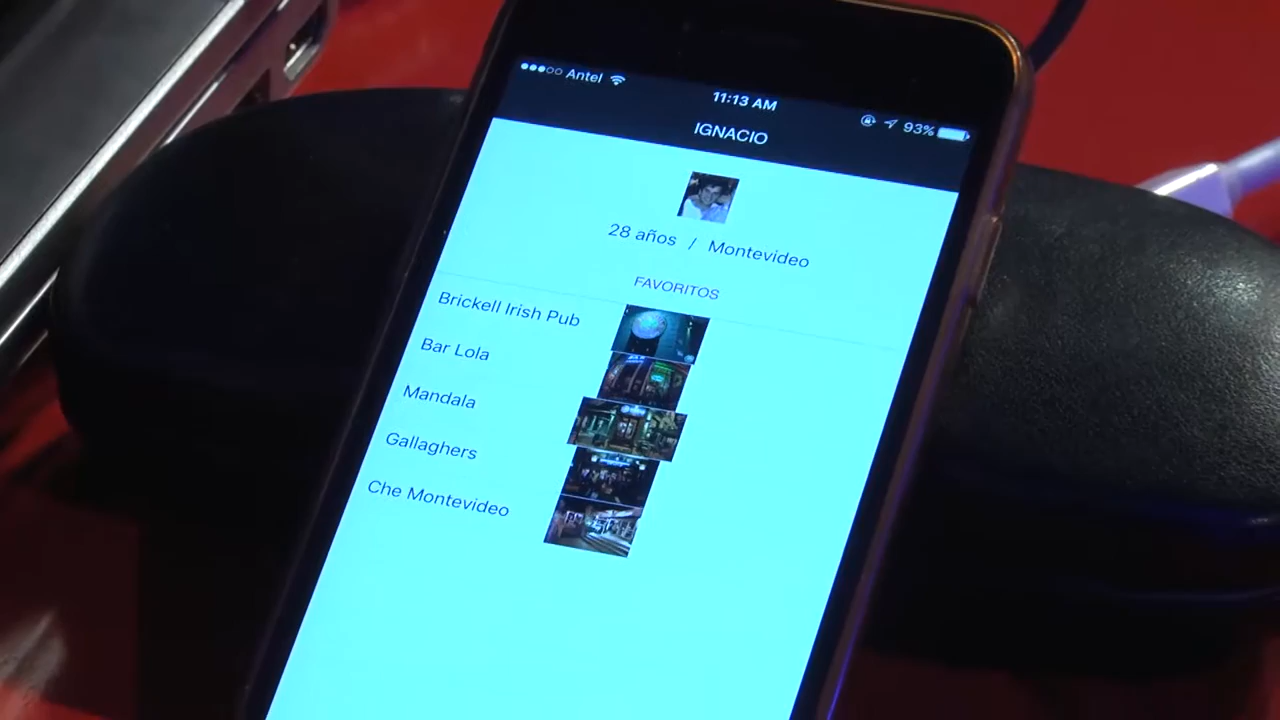 Antel
11:13 AM
93%
IGNACIO
28 años / Montevideo
FAVORITOS
Brickell Irish Pub
Bar Lola
Mandala
Gallaghers
Che Montevideo